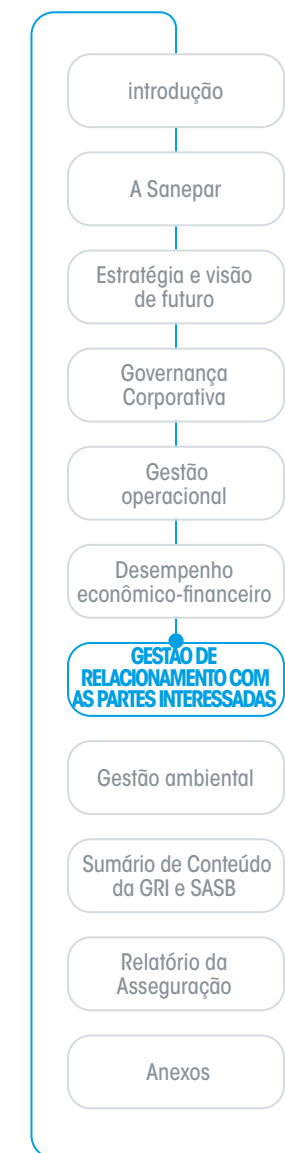 introdução
A Sanepar
Estratégia e visão
de futuro
Governança
Corporativa
Gestão
operacional
Desempenho
econômico-financeiro
GESTÃO DE
RELACIONAMENTO COM
AS PARTES INTERESSADAS
Gestão ambiental
Sumário de Conteúdo
da GRI e SASB
Relatório da
Asseguração
Anexos